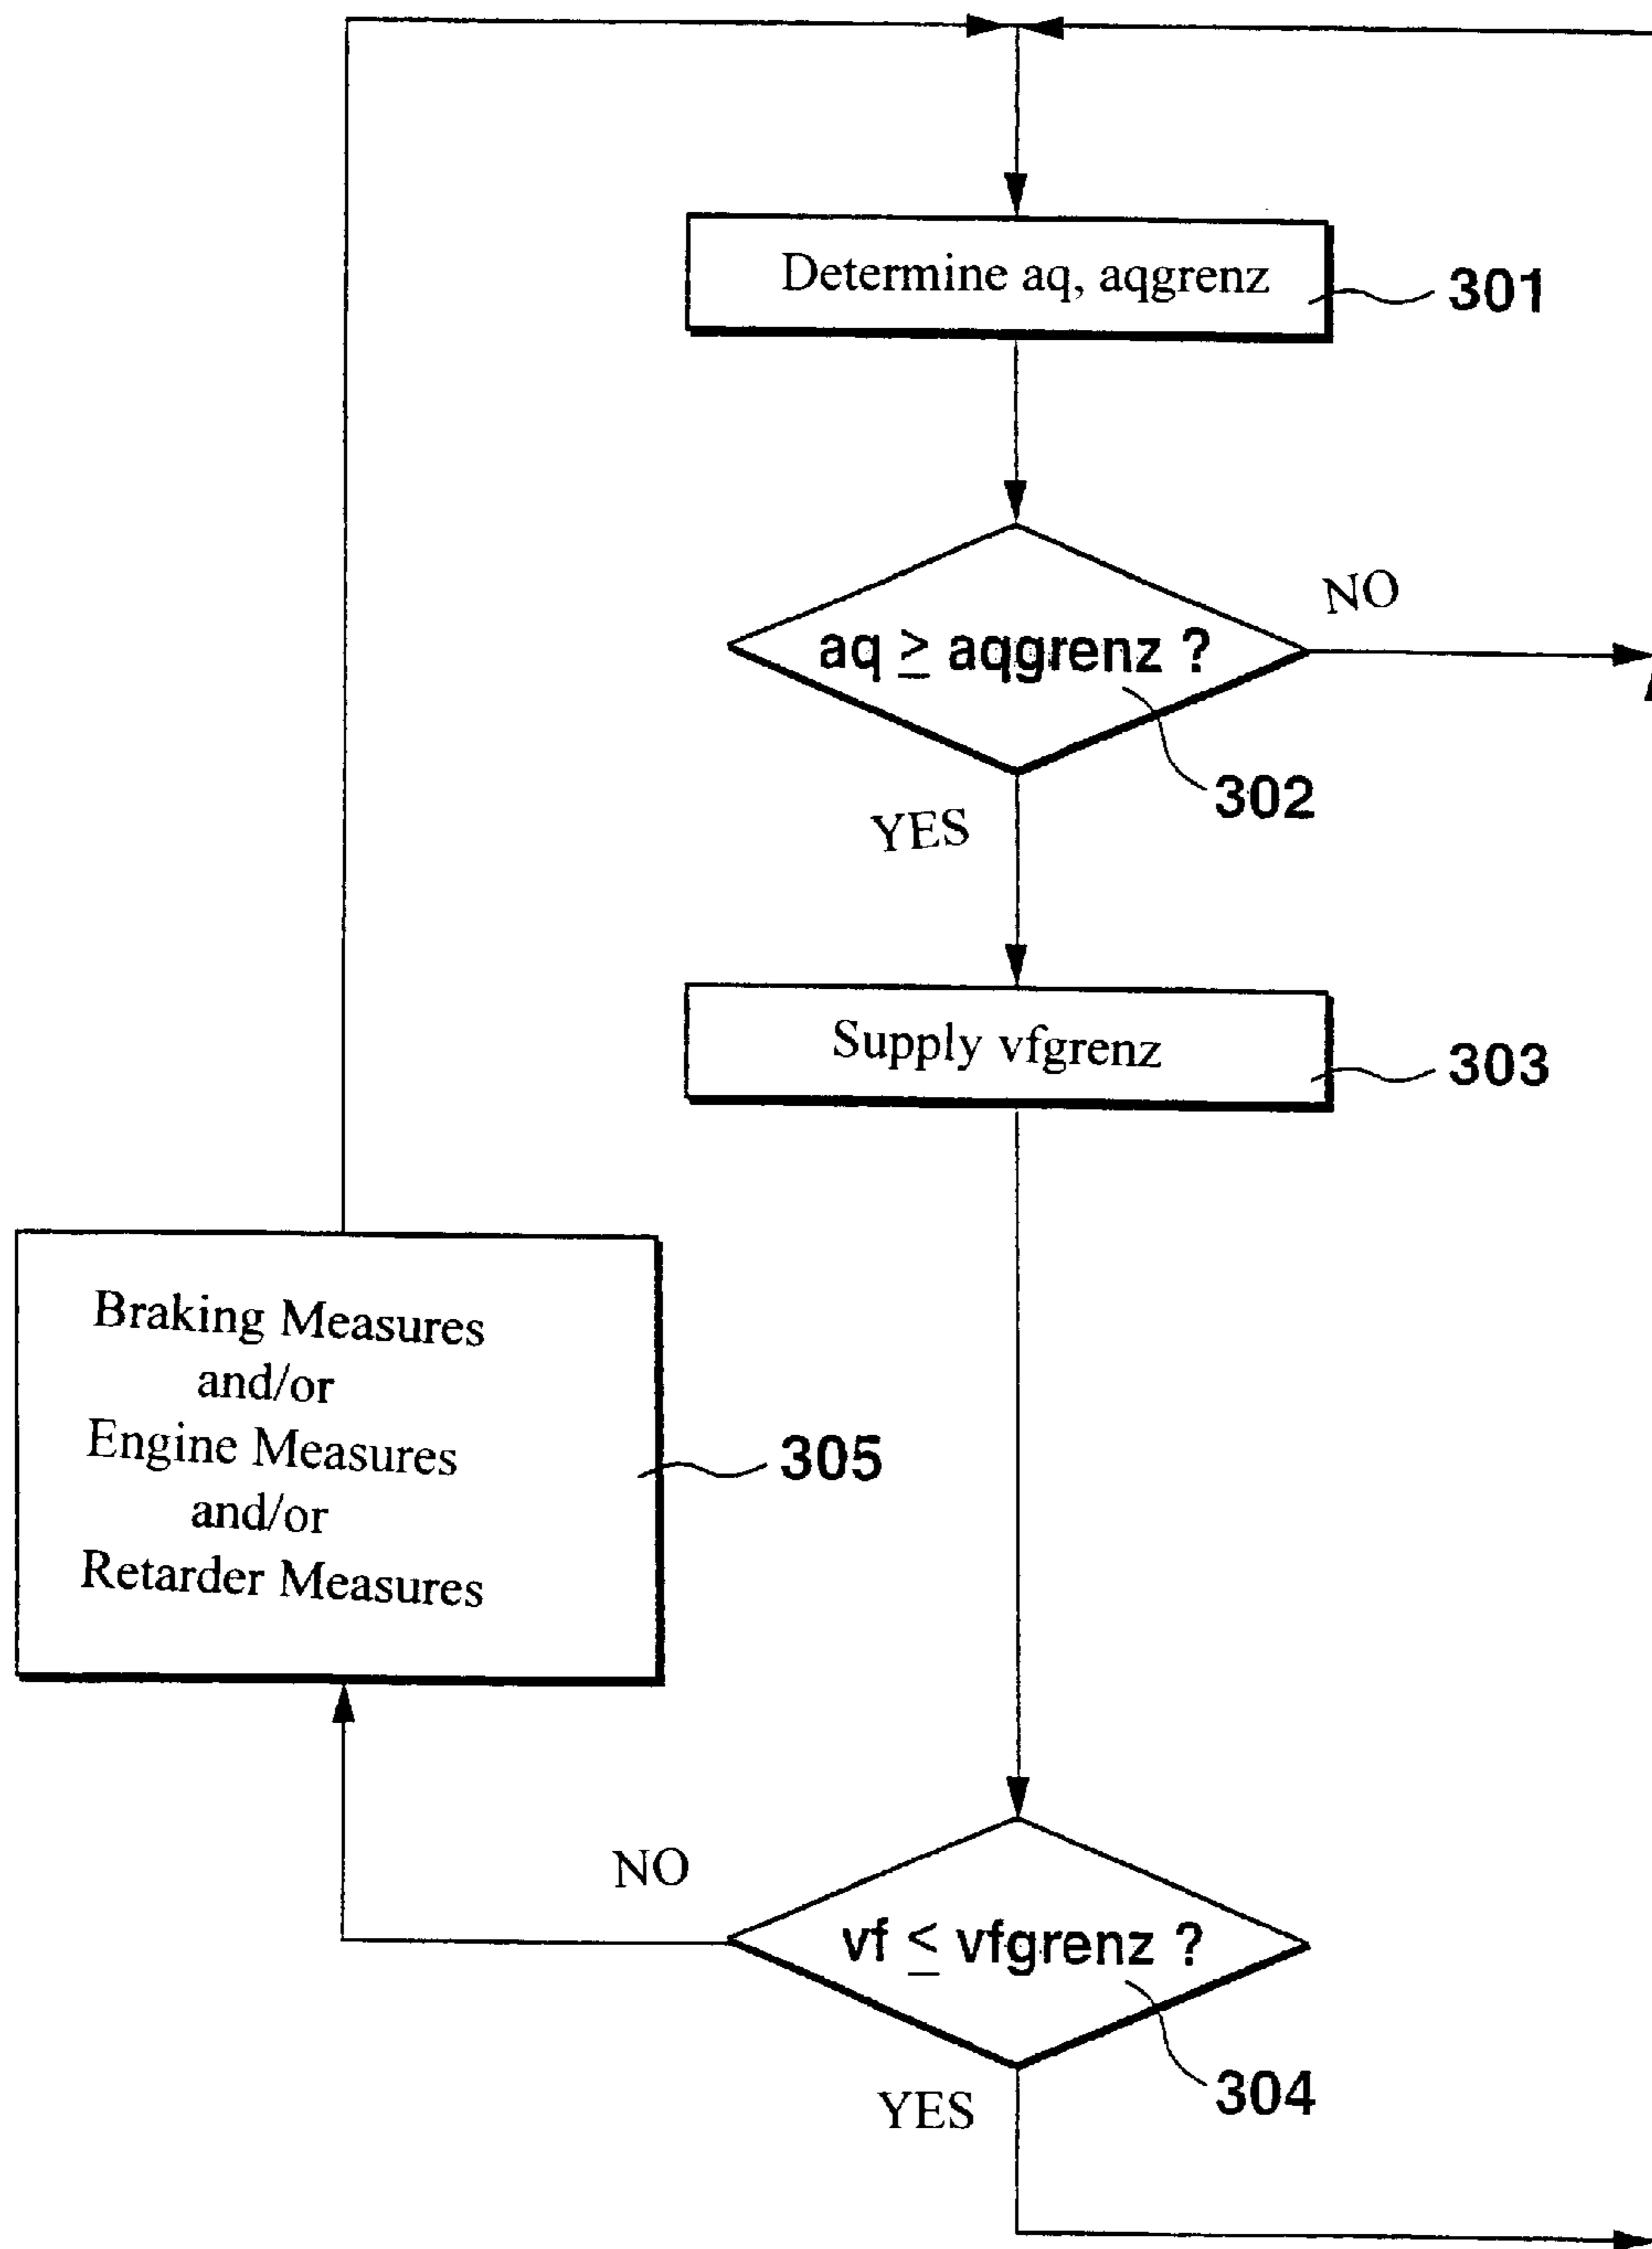 Determine aq, aqgrenz
301
NO
aq ≥ aqgrenz ?
302
YES
Supply vfgrenz
303
Braking Measures
and/or
Engine Measures
and/or
Retarder Measures
305
NO
vf ≤ vfgrenz ?
304
YES